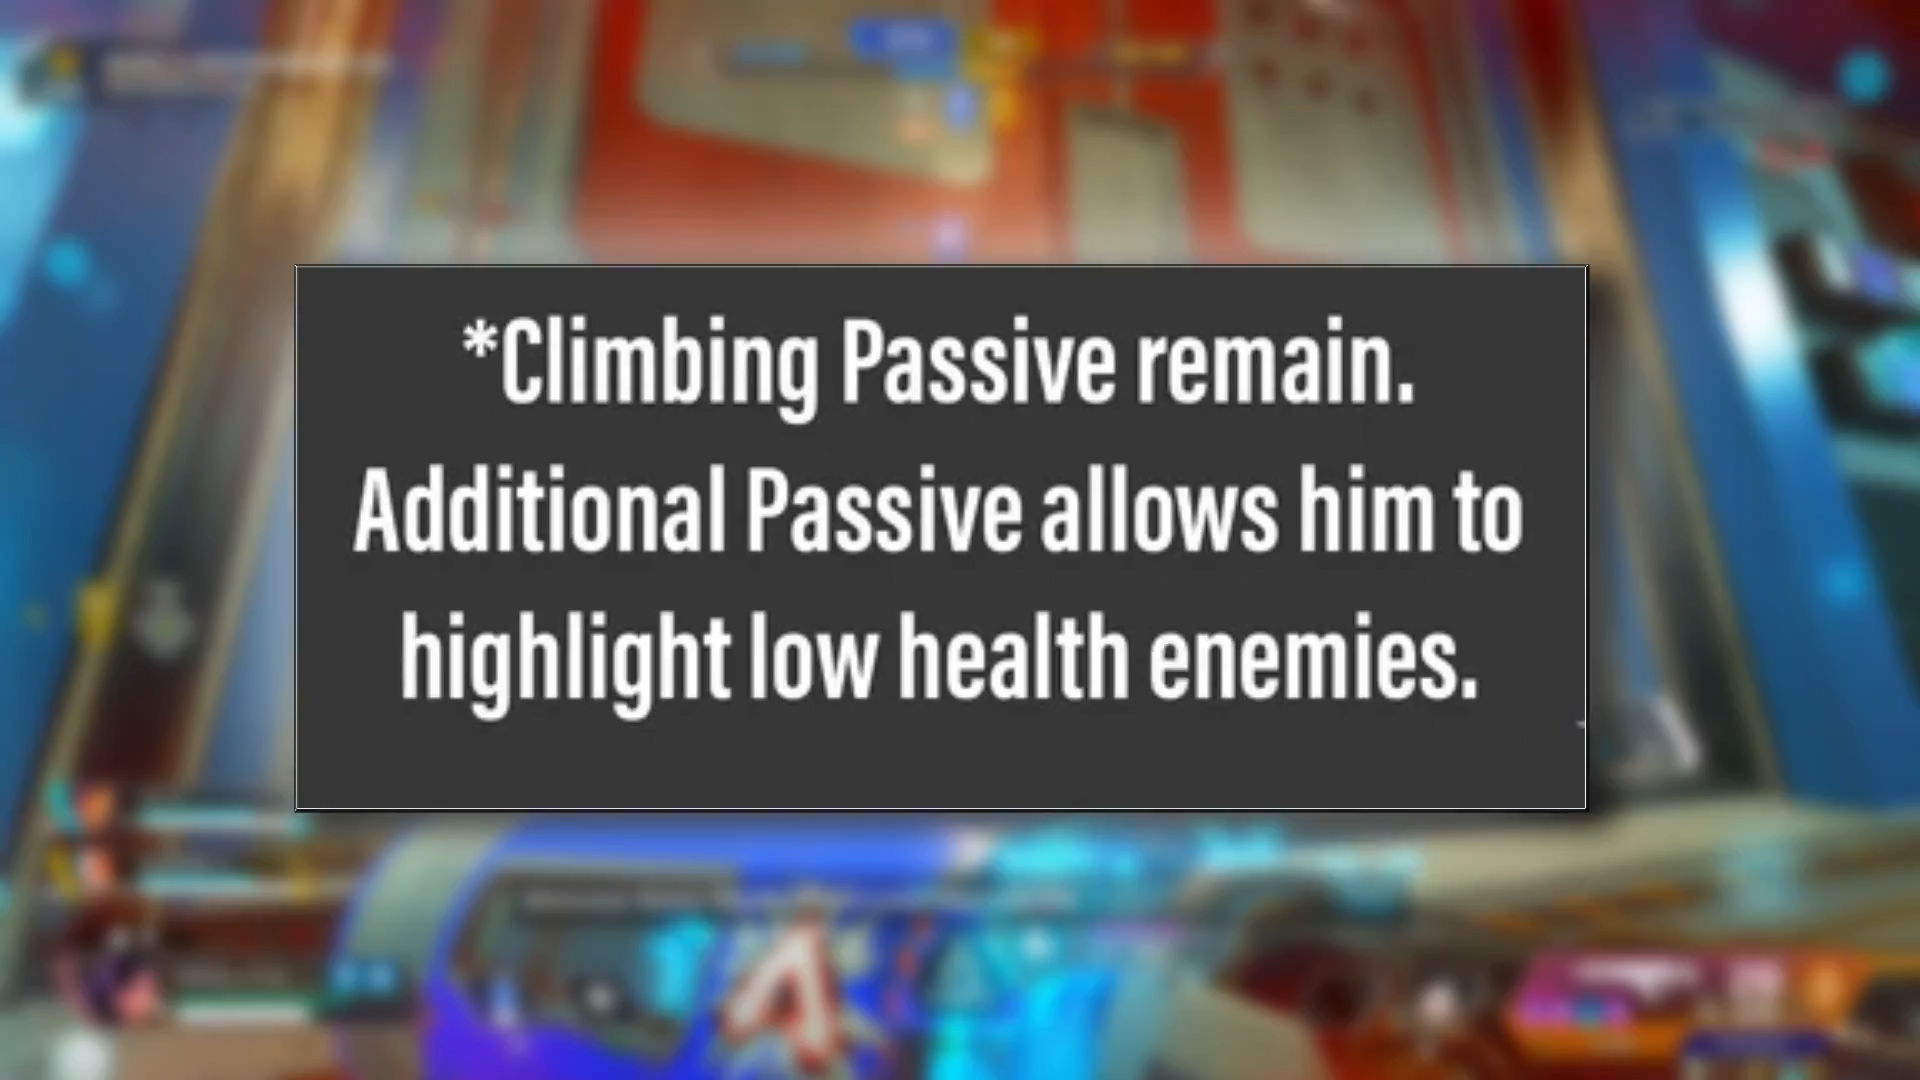 *Climbing Passive remain.
Additional Passive allows him to
highlight low health enemies.